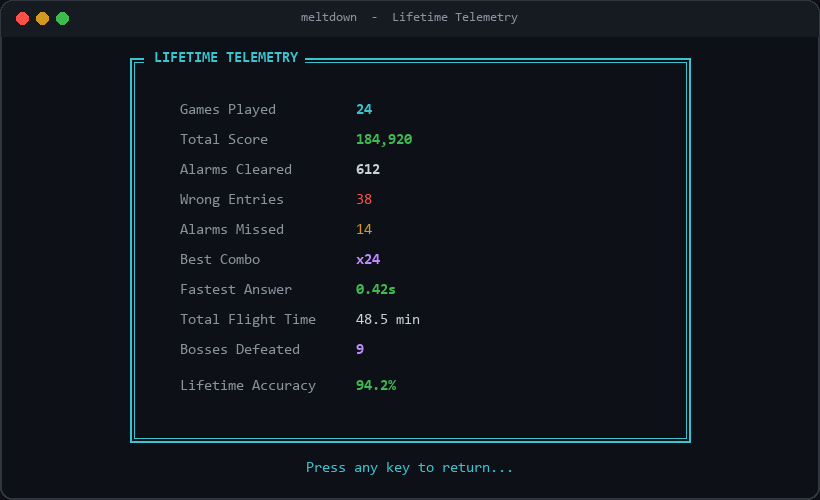 meltdown - Lifetime Telemetry
LIFETIME TELEMETRY
Games Played 24
Total Score 184,920
Alarms Cleared 612
Wrong Entries 38
Alarms Missed 14
Best Combo x24
Fastest Answer 0.42s
Total Flight Time 48.5 min
Bosses Defeated 9
Lifetime Accuracy 94.2%
Press any key to return...